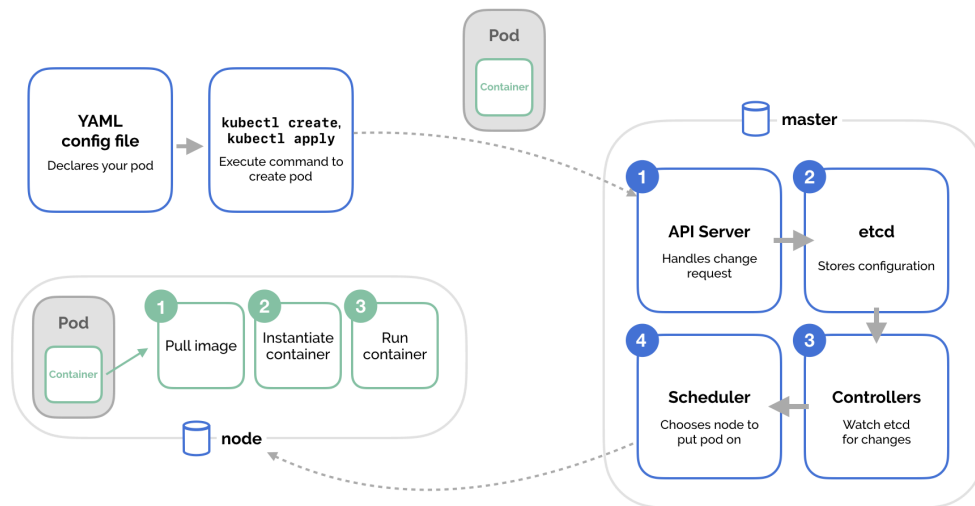 Pod
Container
YAML
config file
Declares your pod
kubectl create,
kubectl apply
Execute command to
create pod
master
1
API Server
Handles change
request
2
etcd
Stores configuration
3
Controllers
Watch etcd
for changes
4
Scheduler
Chooses node to
put pod on
Pod
Container
1
Pull image
2
Instantiate
container
3
Run
container
node